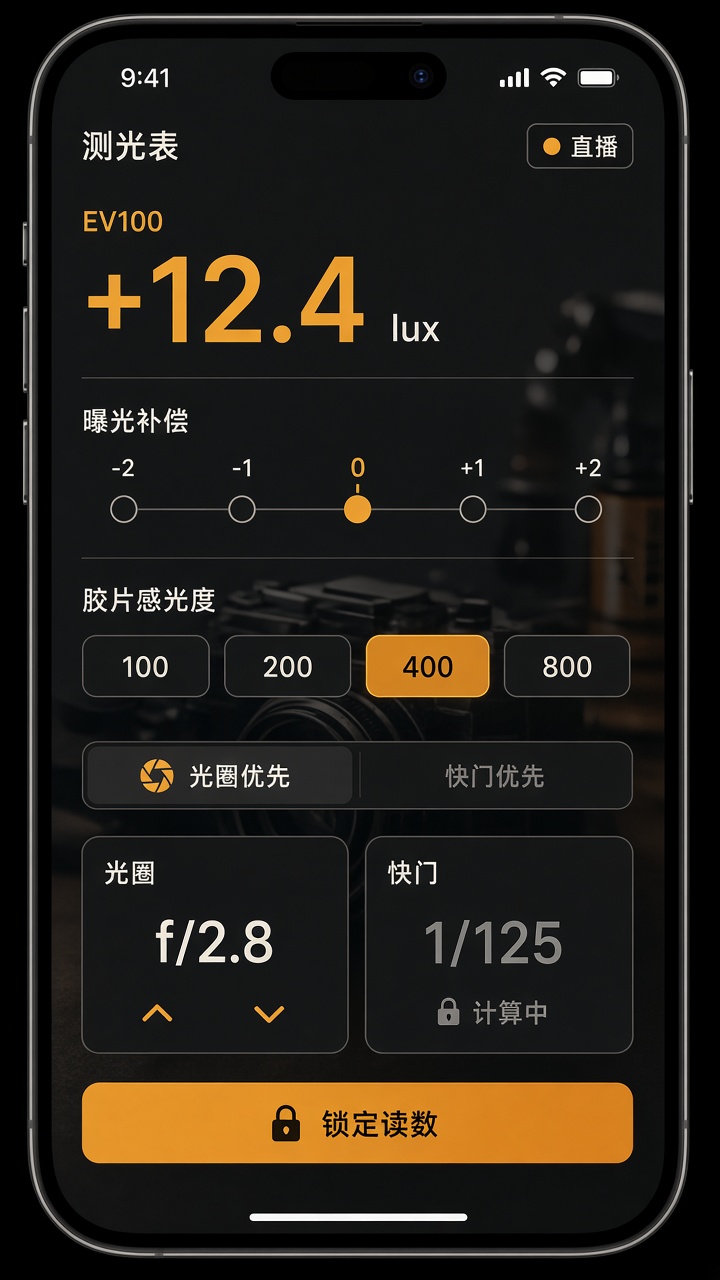 9:41
测光表
直播
EV100
+12.4 lux
曝光补偿
-2 -1 0 +1 +2
胶片感光度
100 200 400 800
光圈优先 快门优先
光圈 快门
f/2.8 1/125
计算中
锁定读数